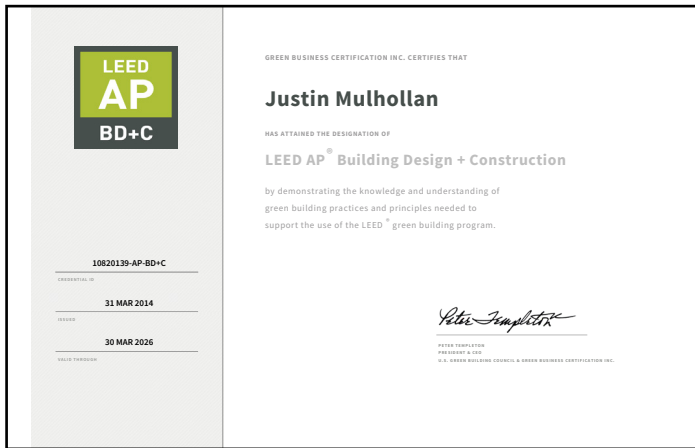 LEED
AP
BD+C
10820139-AP-BD+C
CREDENTIAL ID
31 MAR 2014
ISSUED
30 MAR 2026
VALID THROUGH
GREEN BUSINESS CERTIFICATION INC. CERTIFIES THAT
Justin Mulhollan
HAS ATTAINED THE DESIGNATION OF
LEED AP® Building Design + Construction
by demonstrating the knowledge and understanding of
green building practices and principles needed to
support the use of the LEED ® green building program.
Peter Templeton
PETER TEMPLETON
PRESIDENT & CEO
U.S. GREEN BUILDING COUNCIL & GREEN BUSINESS CERTIFICATION INC.